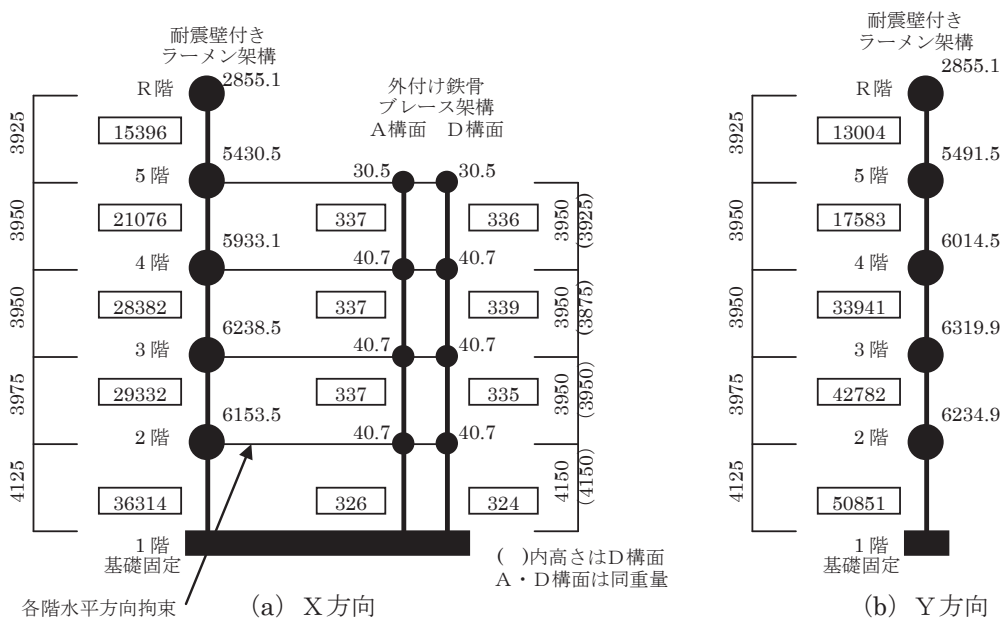 耐震壁付き
ラーメン架構
R階
2855.1
3925
15396
外付け鉄骨
ブレース架構
A構面 D構面
5430.5
5階
30.5
30.5
3950
21076
337
336
3950
(3925)
5933.1
4階
40.7
40.7
3950
28382
337
339
3950
(3875)
6238.5
3階
40.7
40.7
3975
29332
337
335
3950
(3950)
6153.5
2階
40.7
40.7
4125
36314
326
324
4150
(4150)
1階
基礎固定
( )内高さはD構面
A・D構面は同重量
各階水平方向拘束
(a) X方向
耐震壁付き
ラーメン架構
2855.1
R階
3925
13004
5491.5
5階
3950
17583
6014.5
4階
3950
33941
6319.9
3階
3975
42782
6234.9
2階
4125
50851
1階
基礎固定
(b) Y方向